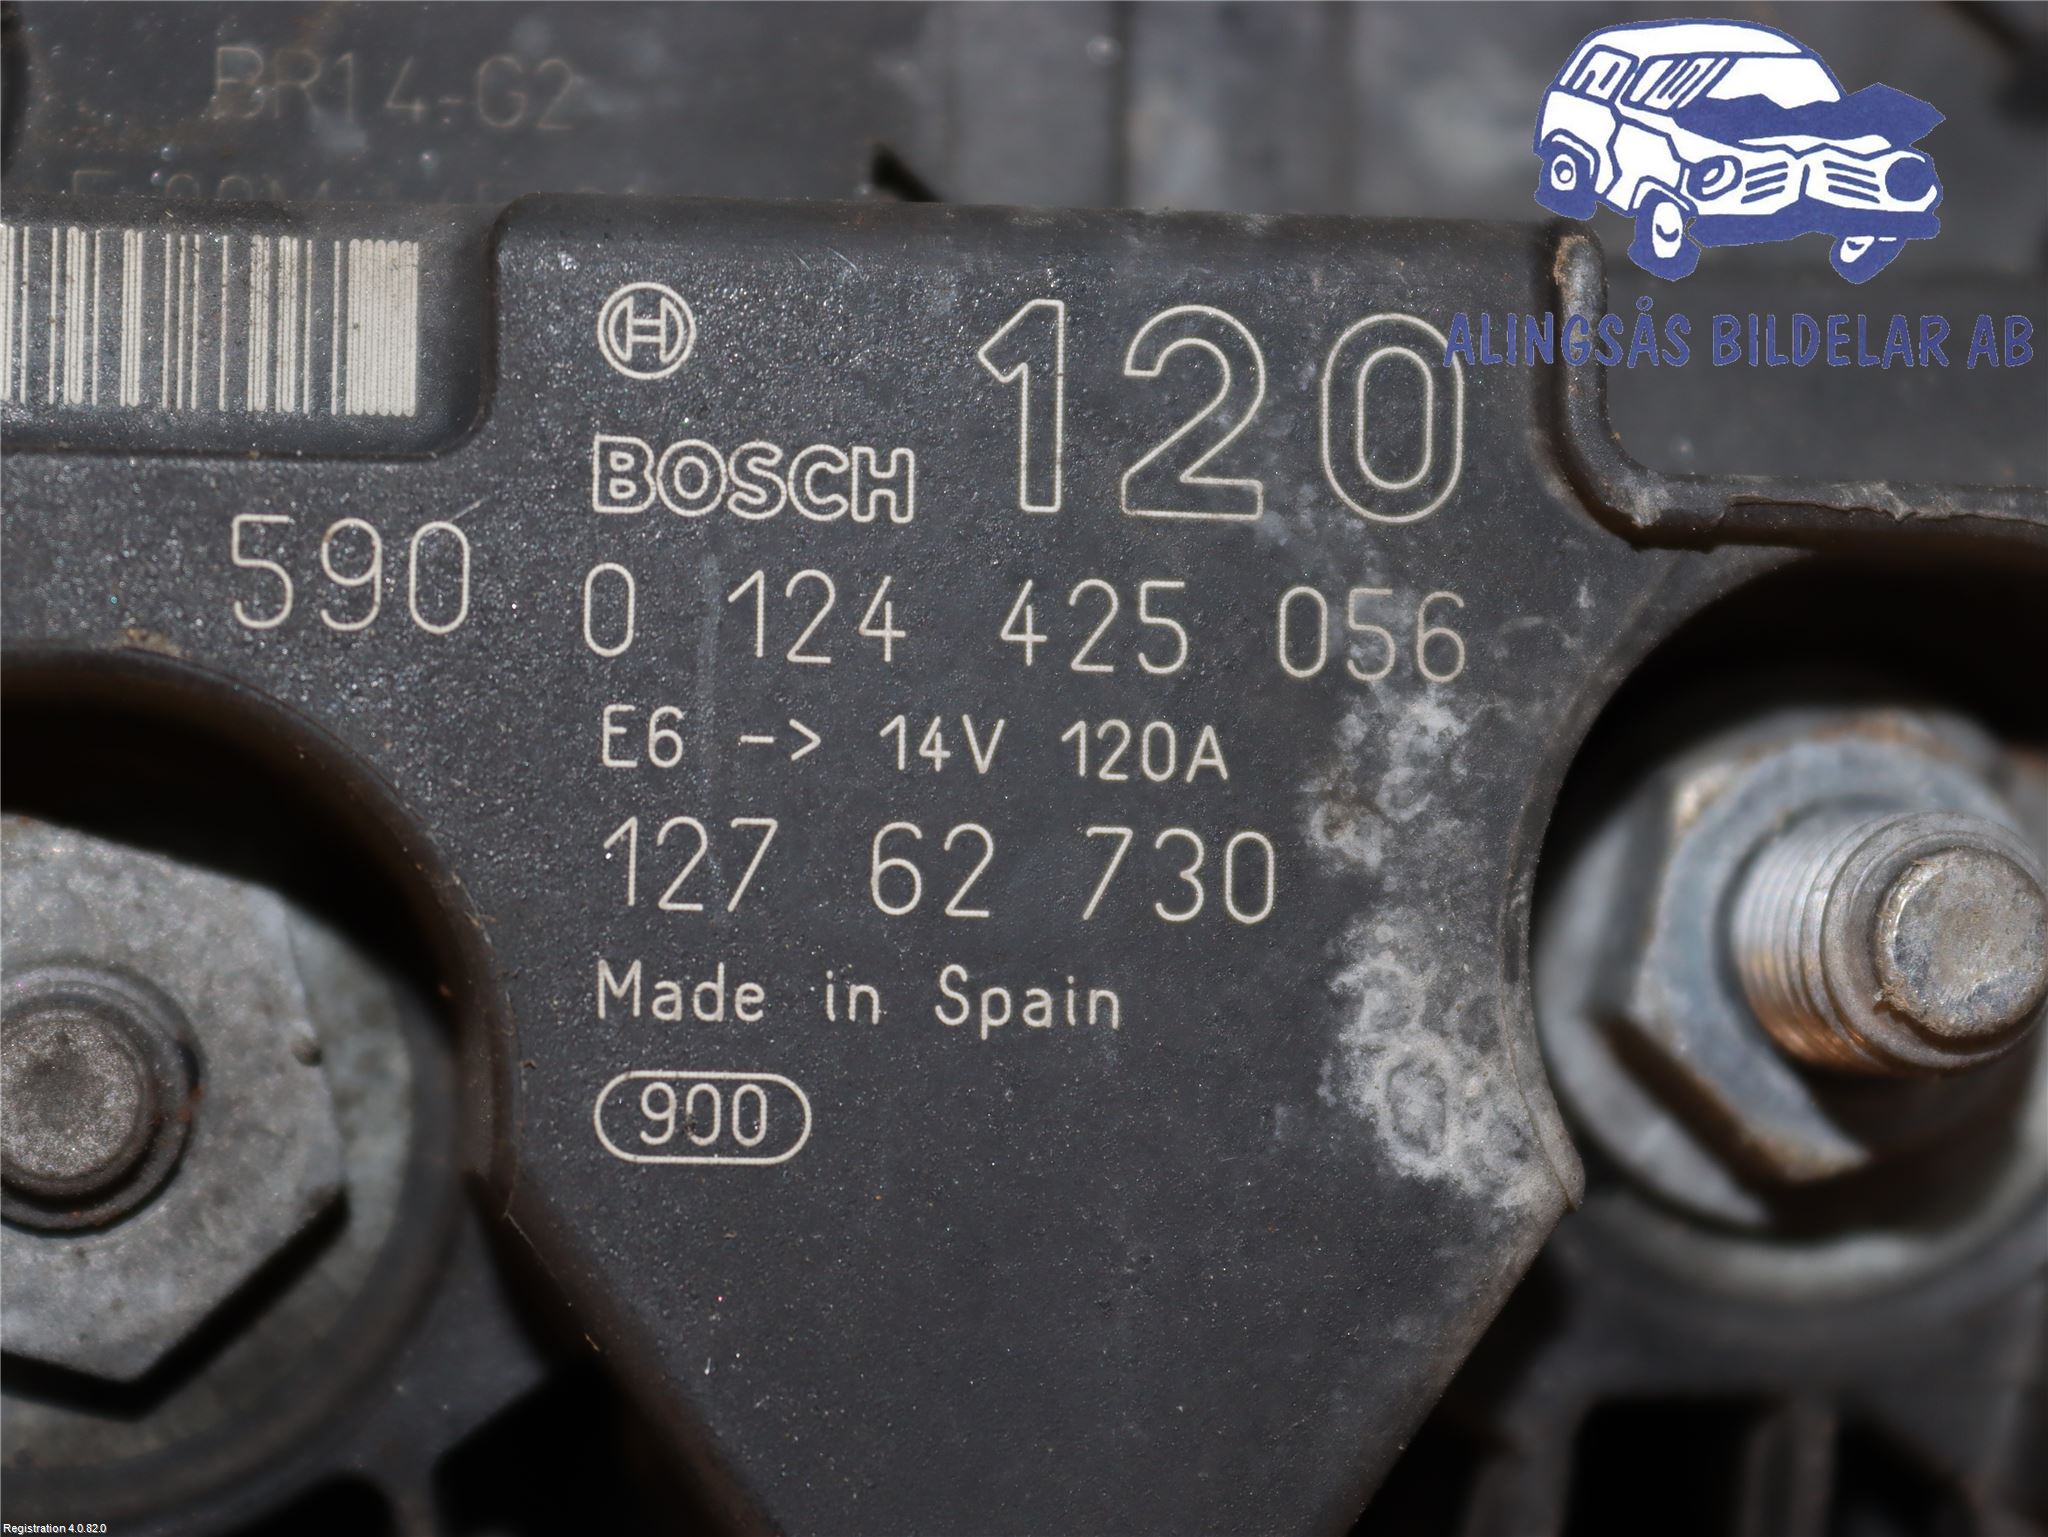 BR14-G2
ALINGSÅS BILDELAR AB
120
BOSCH
590
0 124 425 056
E6 -> 14V 120A
127 62 730
Made in Spain
900
Registration 4.0.82.0